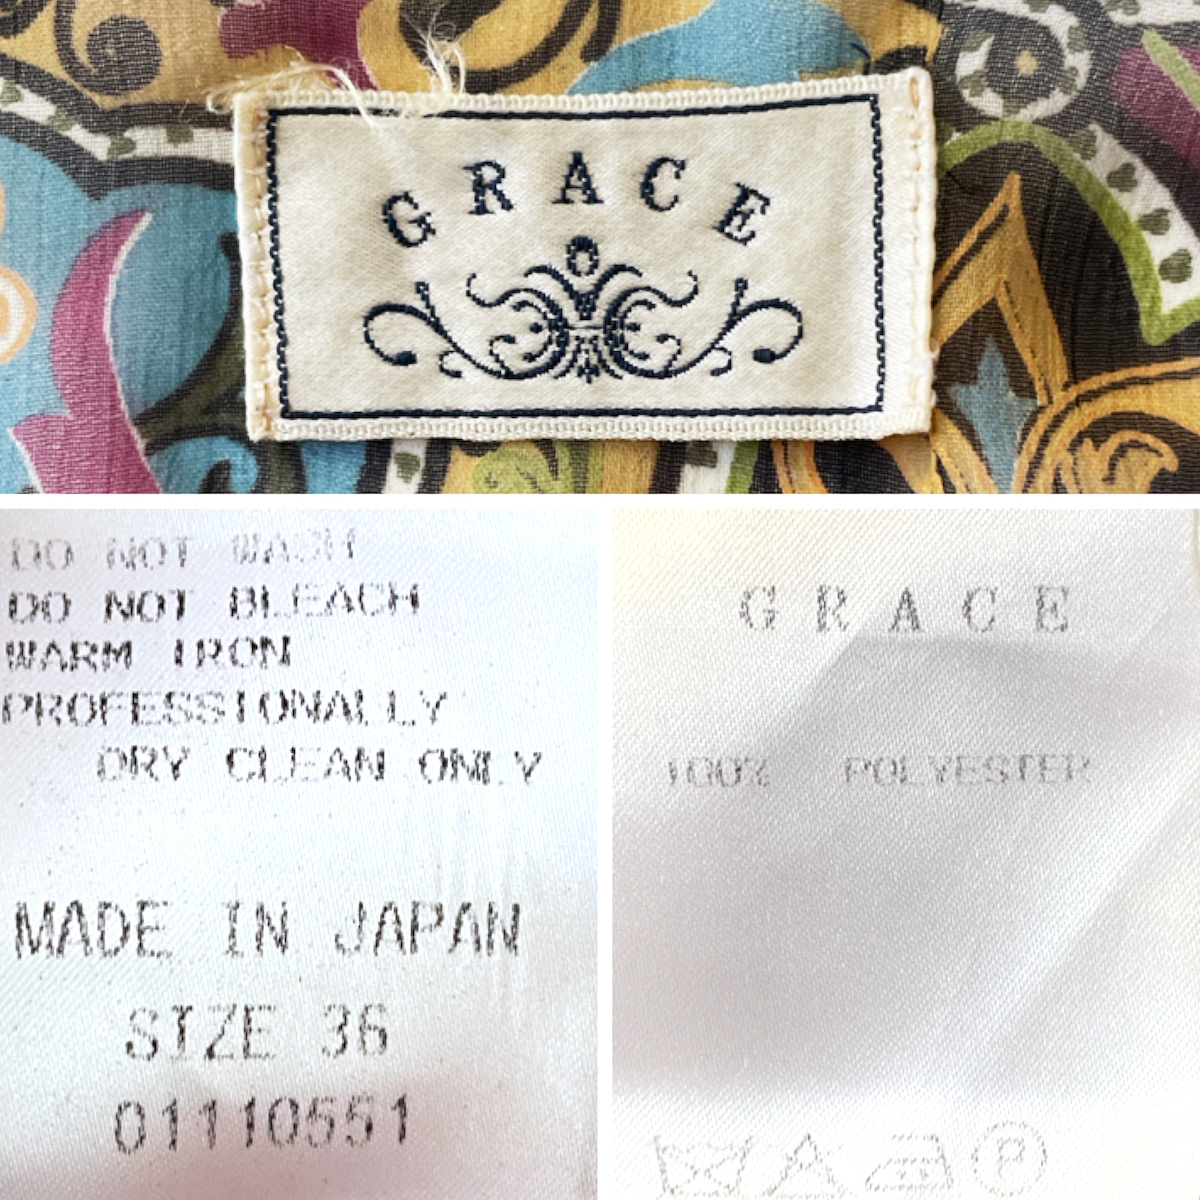 GRACE
DO NOT WASH
DO NOT BLEACH
WARM IRON
PROFESSIONALLY
DRY CLEAN ONLY
MADE IN JAPAN
SIZE 36
01110551
GRACE
100% POLYESTER
P